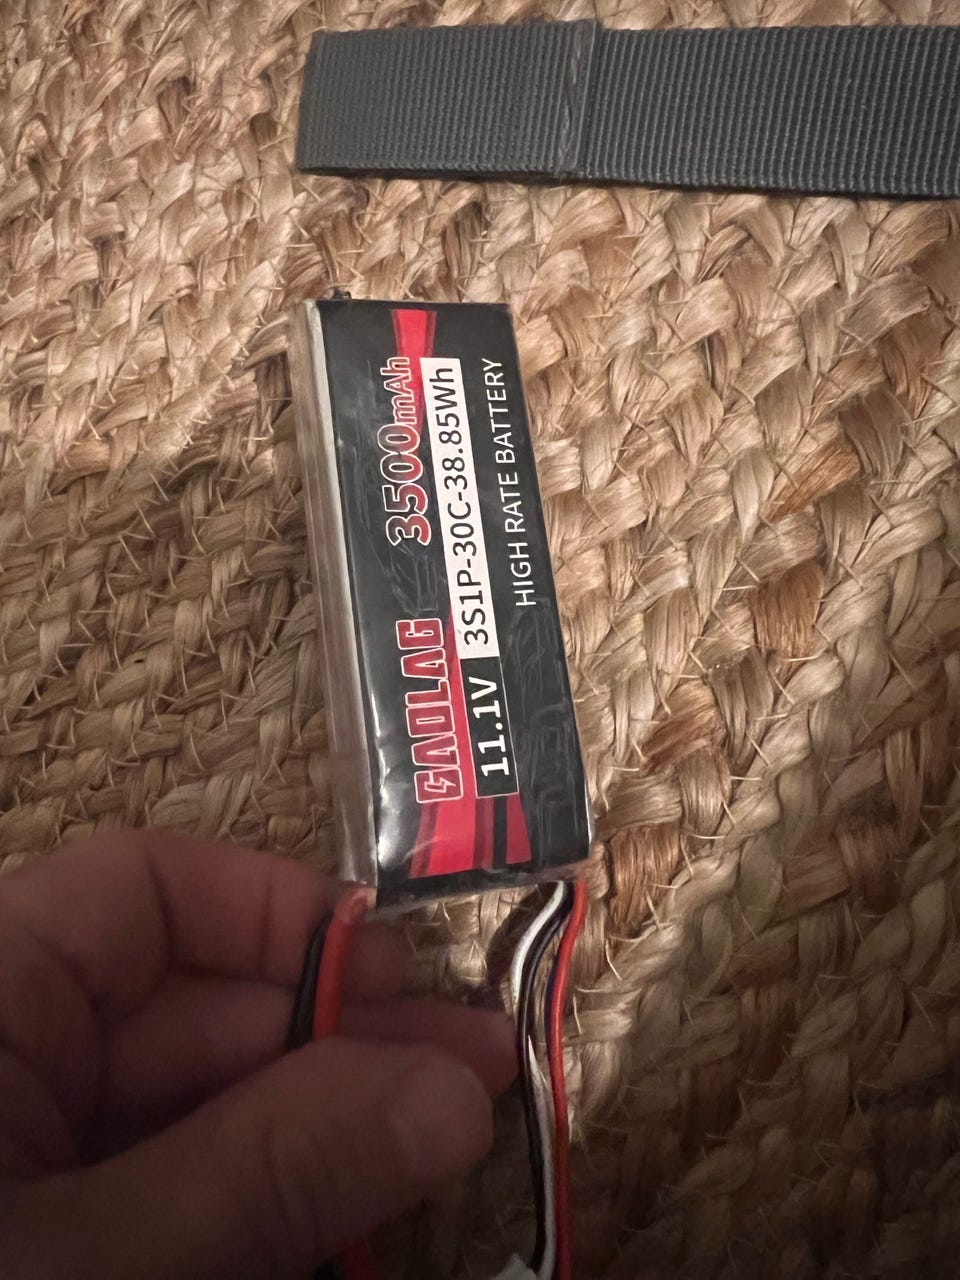 GAOLAG 3500mAh
11.1V 3S1P-30C-38.85Wh
HIGH RATE BATTERY